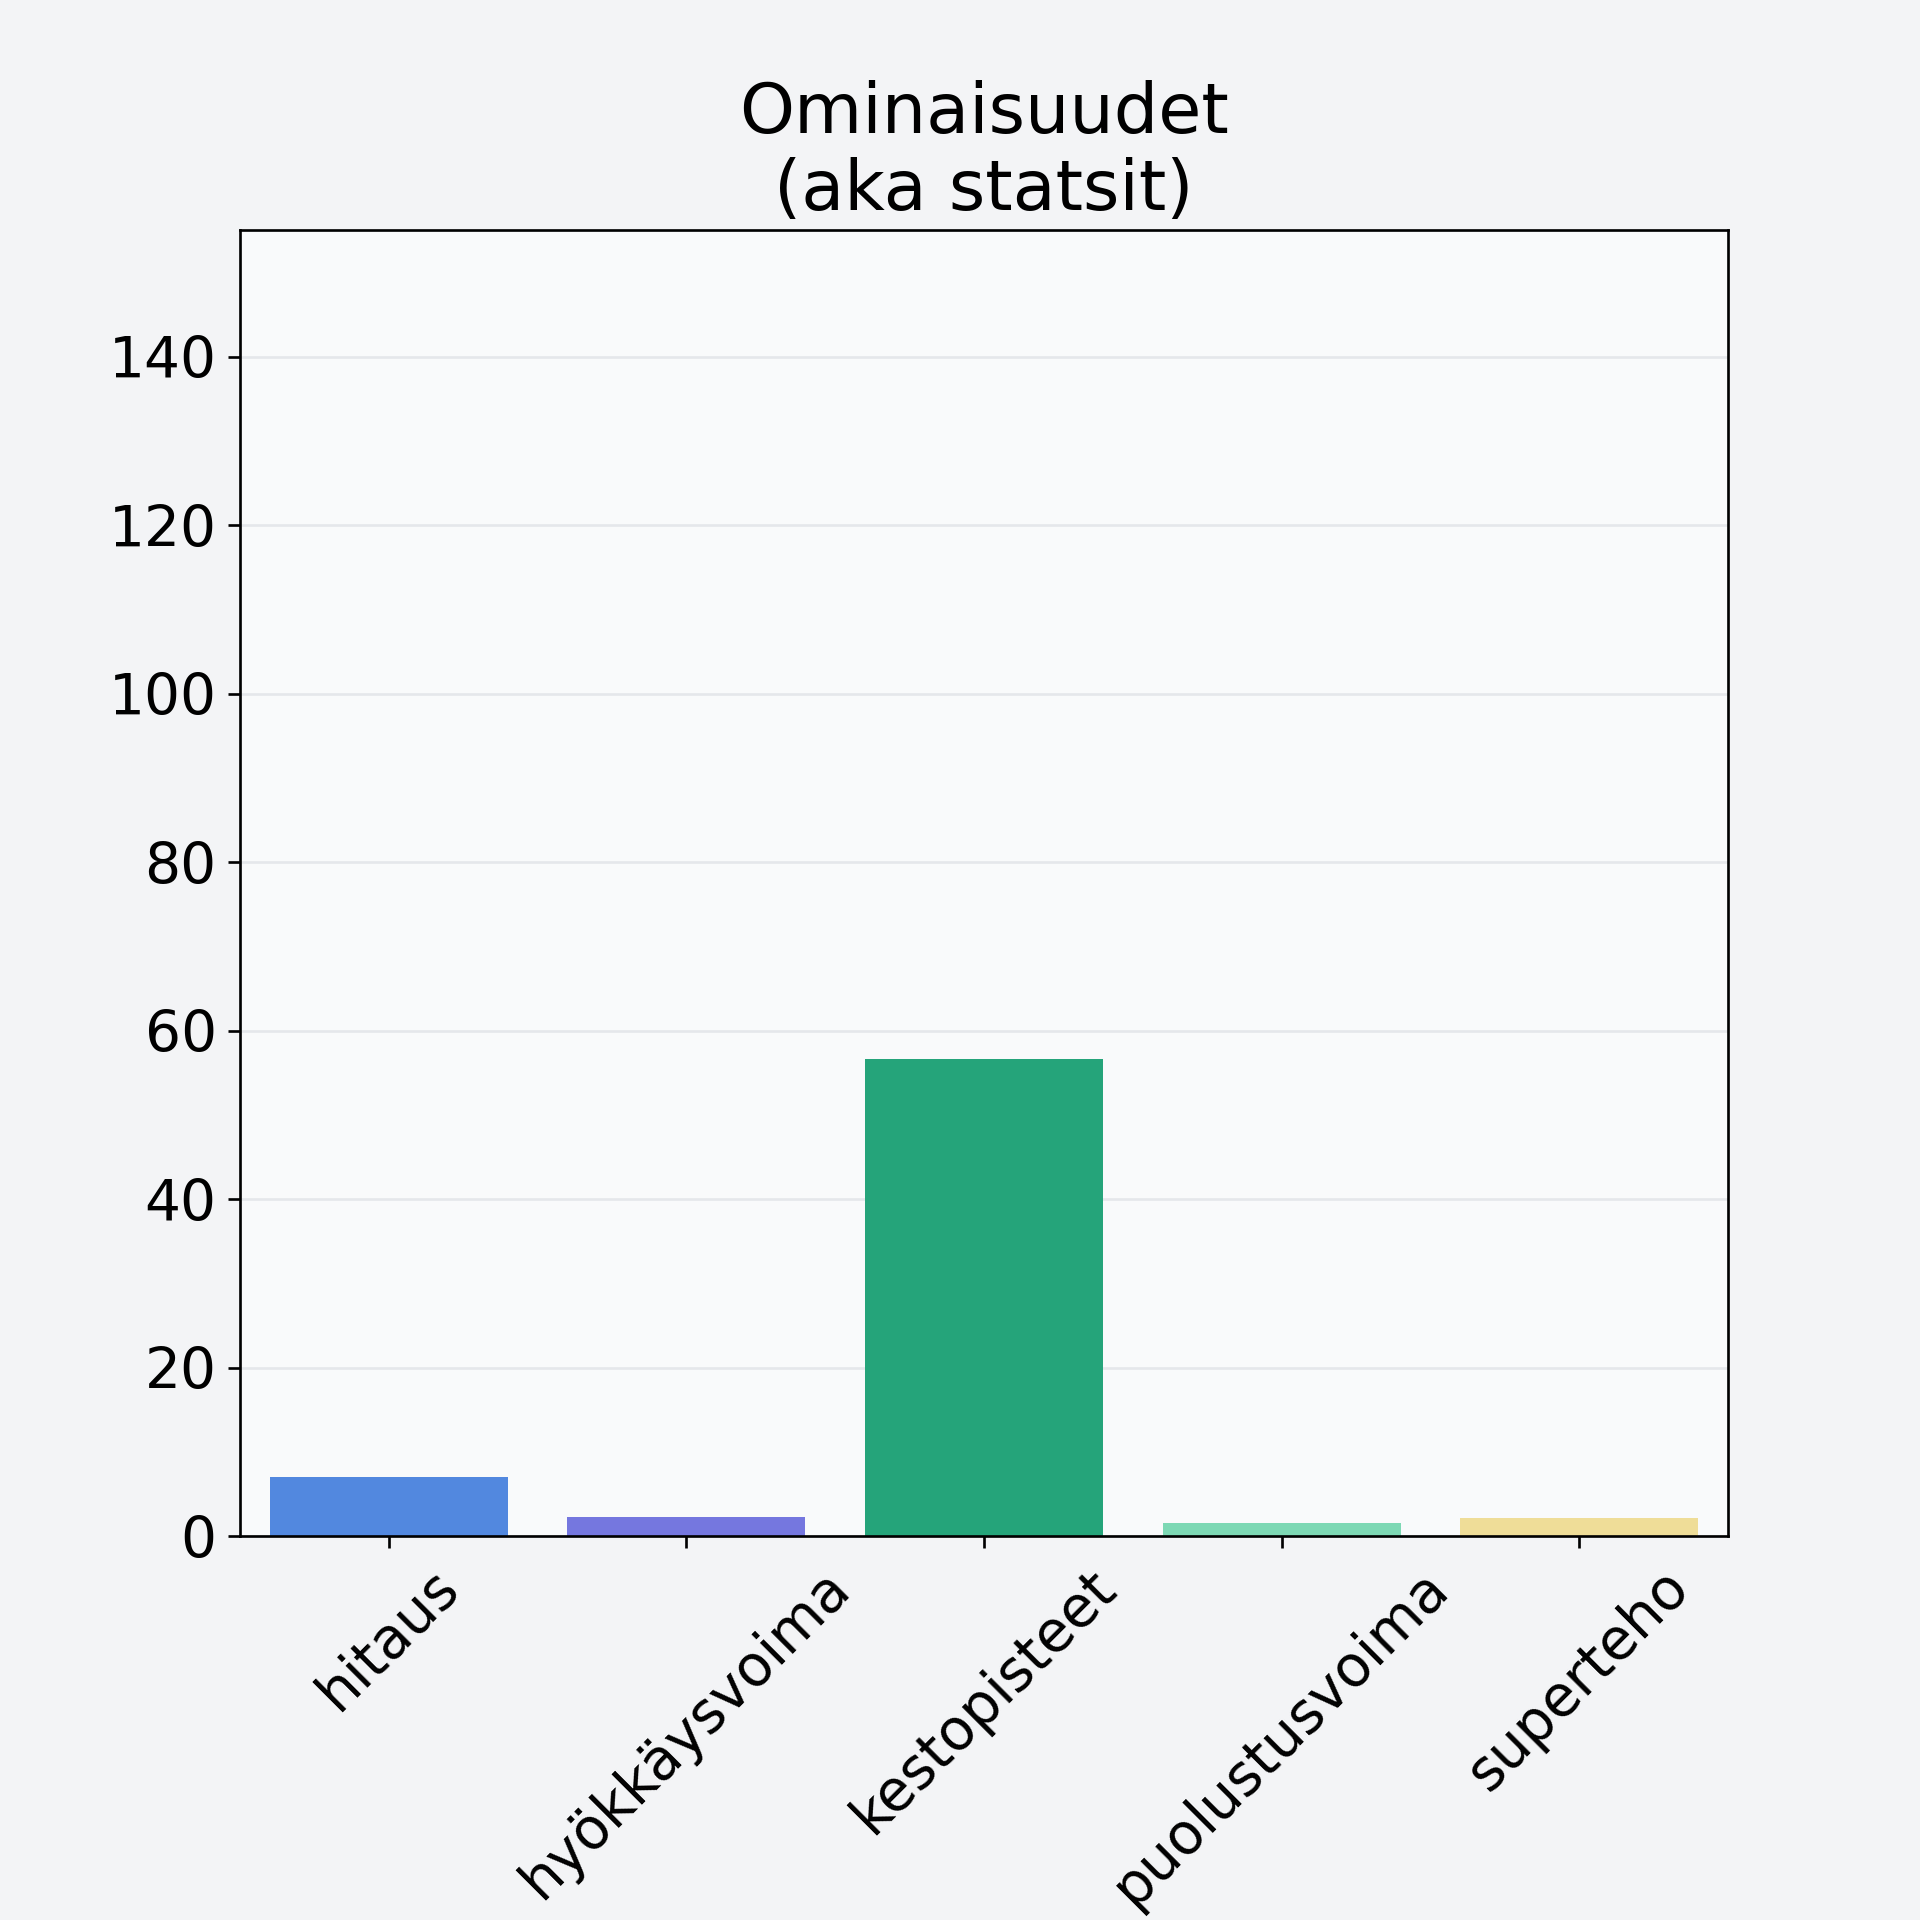 Ominaisuudet
(aka statsit)
140
120
100
80
60
40
20
0
hitaus
hyökkäysvoima
kestopisteet
puolustusvoima
superteho